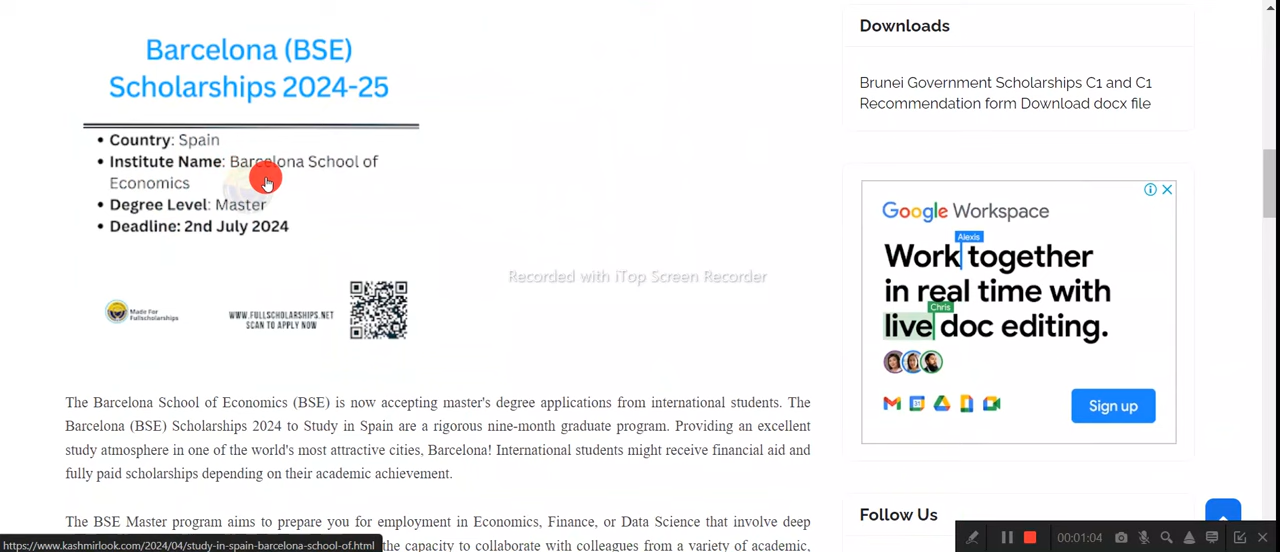 Barcelona (BSE)
Scholarships 2024-25
• Country: Spain
• Institute Name: Barcelona School of
Economics
• Degree Level: Master
• Deadline: 2nd July 2024
Made For
Fullscholarships
WWW.FULLSCHOLARSHIPS.NET
SCAN TO APPLY NOW
Recorded with iTop Screen Recorder
The Barcelona School of Economics (BSE) is now accepting master's degree applications from international students. The
Barcelona (BSE) Scholarships 2024 to Study in Spain are a rigorous nine-month graduate program. Providing an excellent
study atmosphere in one of the world's most attractive cities, Barcelona! International students might receive financial aid and
fully paid scholarships depending on their academic achievement.
The BSE Master program aims to prepare you for employment in Economics, Finance, or Data Science that involve deep
the capacity to collaborate with colleagues from a variety of academic,
https://www.kashmirlook.com/2024/04/study-in-spain-barcelona-school-of.html
Downloads
Brunei Government Scholarships C1 and C1
Recommendation form Download docx file
Google Workspace
Alexis
Work together
in real time with
Chris
live doc editing.
Sign up
Follow Us
00:01:04